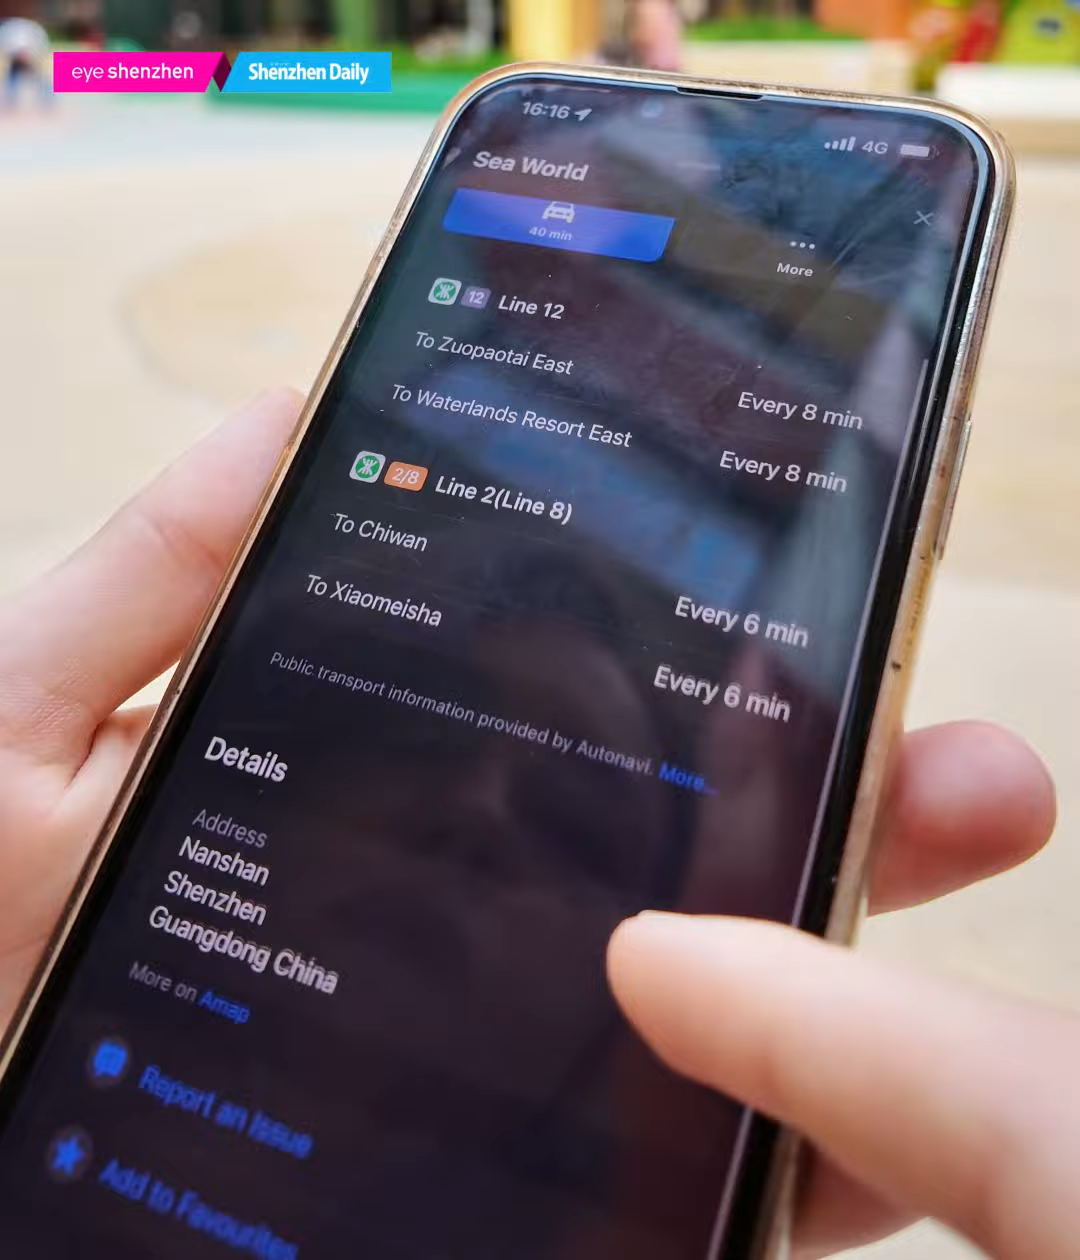 eye shenzhen
Shenzhen Daily
16:16
4G
Sea World
40 min
More
12 Line 12
To Zuopaotai East
Every 8 min
To Waterlands Resort East
Every 8 min
2/8 Line 2(Line 8)
To Chiwan
Every 6 min
To Xiaomeisha
Every 6 min
Public transport information provided by Autonavi. More...
Details
Address
Nanshan
Shenzhen
Guangdong China
More on Amap
Report an Issue
Add to Favourites